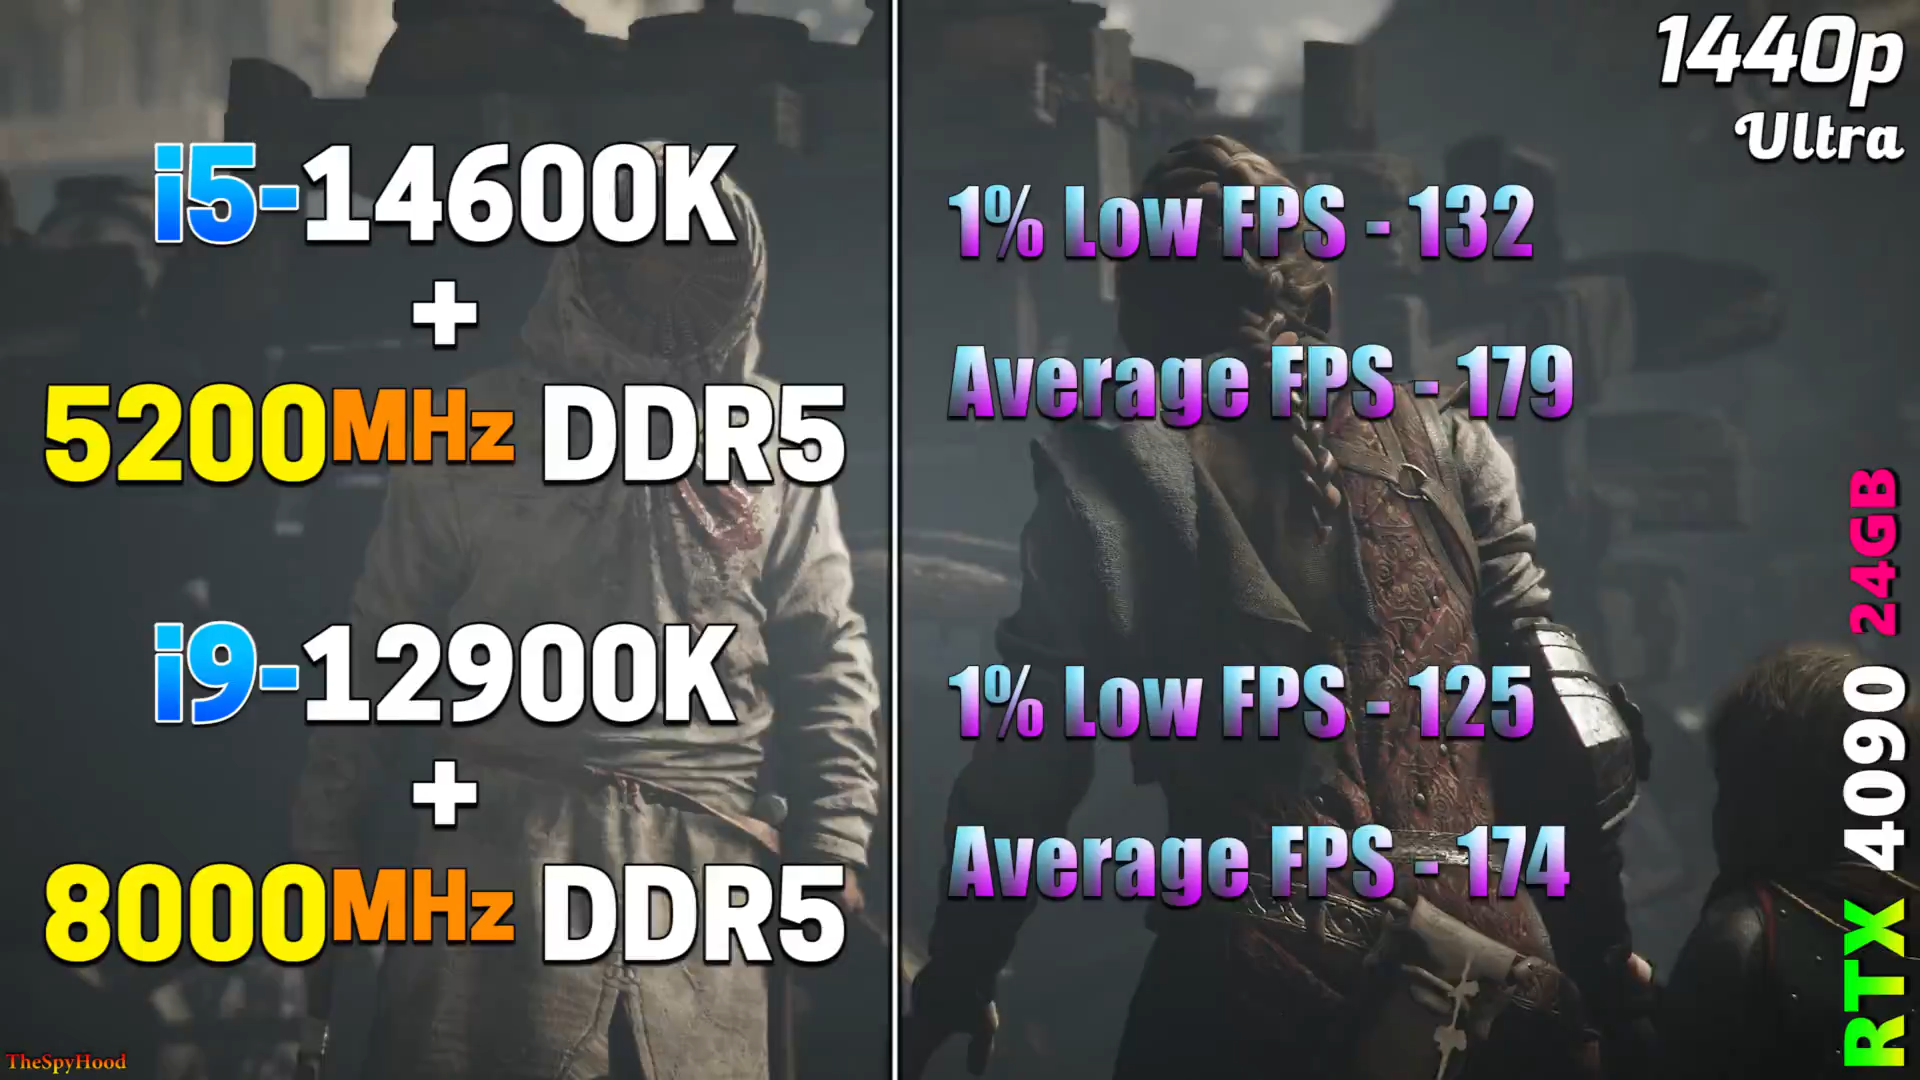 1440p
Ultra
i5-14600K
+
5200MHz DDR5
1% Low FPS - 132
Average FPS - 179
i9-12900K
+
8000MHz DDR5
1% Low FPS - 125
Average FPS - 174
RTX 4090 24GB
TheSpyHood